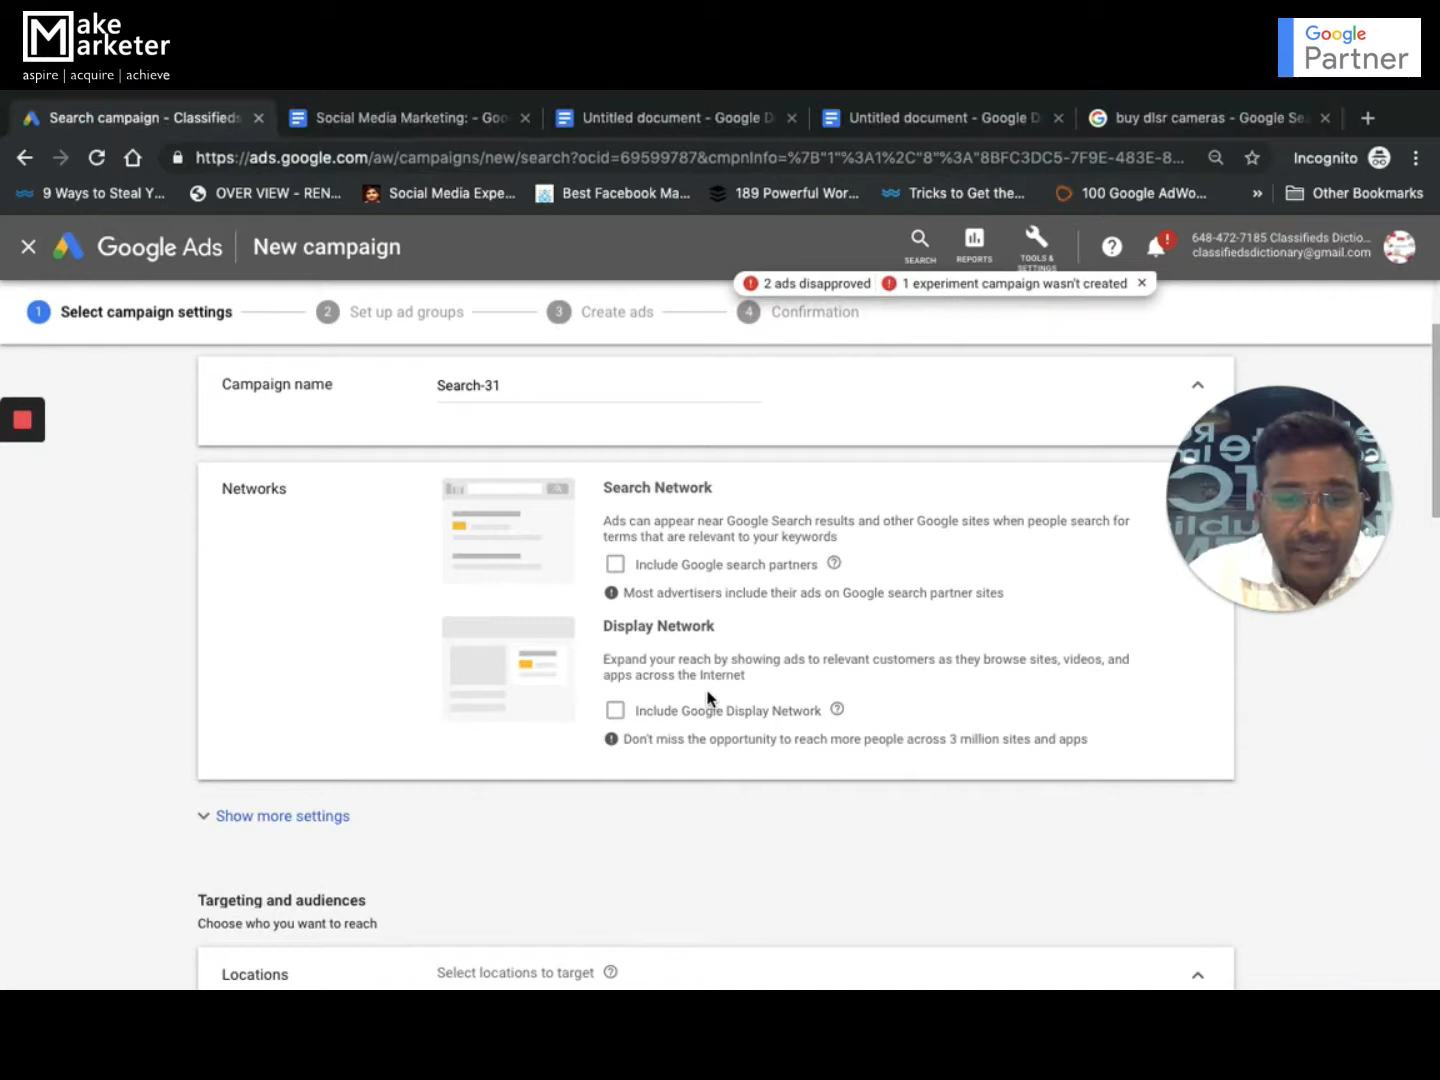 Make Marketer
aspire | acquire | achieve
Google
Partner
Search campaign - Classifieds
Social Media Marketing: - Goo
Untitled document - Google D
Untitled document - Google D
buy dlsr cameras - Google Se
https://ads.google.com/aw/campaigns/new/search?ocid=69599787&cmpnInfo=%7B"1"%3A1%2C"8"%3A"8BFC3DC5-7F9E-483E-8...
Incognito
9 Ways to Steal Y...
OVER VIEW - REN...
Social Media Expe...
Best Facebook Ma...
189 Powerful Wor...
Tricks to Get the...
100 Google AdWo...
»
Other Bookmarks
Google Ads
New campaign
SEARCH
REPORTS
TOOLS & SETTINGS
648-472-7185 Classifieds Dictio...
classifiedsdictionary@gmail.com
2 ads disapproved
1 experiment campaign wasn't created
1 Select campaign settings
2 Set up ad groups
3 Create ads
4 Confirmation
Campaign name
Search-31
Networks
Search Network
Ads can appear near Google Search results and other Google sites when people search for
terms that are relevant to your keywords
Include Google search partners
Most advertisers include their ads on Google search partner sites
Display Network
Expand your reach by showing ads to relevant customers as they browse sites, videos, and
apps across the Internet
Include Google Display Network
Don't miss the opportunity to reach more people across 3 million sites and apps
Show more settings
Targeting and audiences
Choose who you want to reach
Locations
Select locations to target